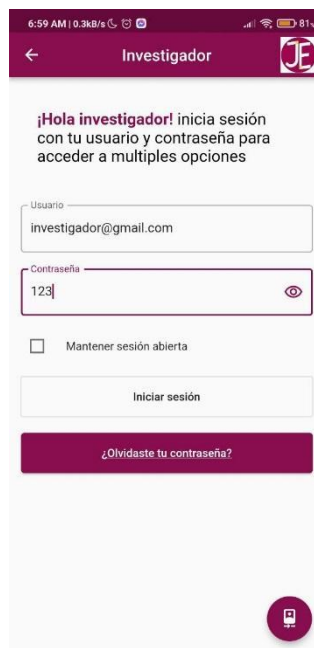 6:59 AM | 0.3kB/s
81
Investigador
JE
¡Hola investigador! inicia sesión
con tu usuario y contraseña para
acceder a multiples opciones
Usuario
investigador@gmail.com
Contraseña
123
Mantener sesión abierta
Iniciar sesión
¿Olvidaste tu contraseña?